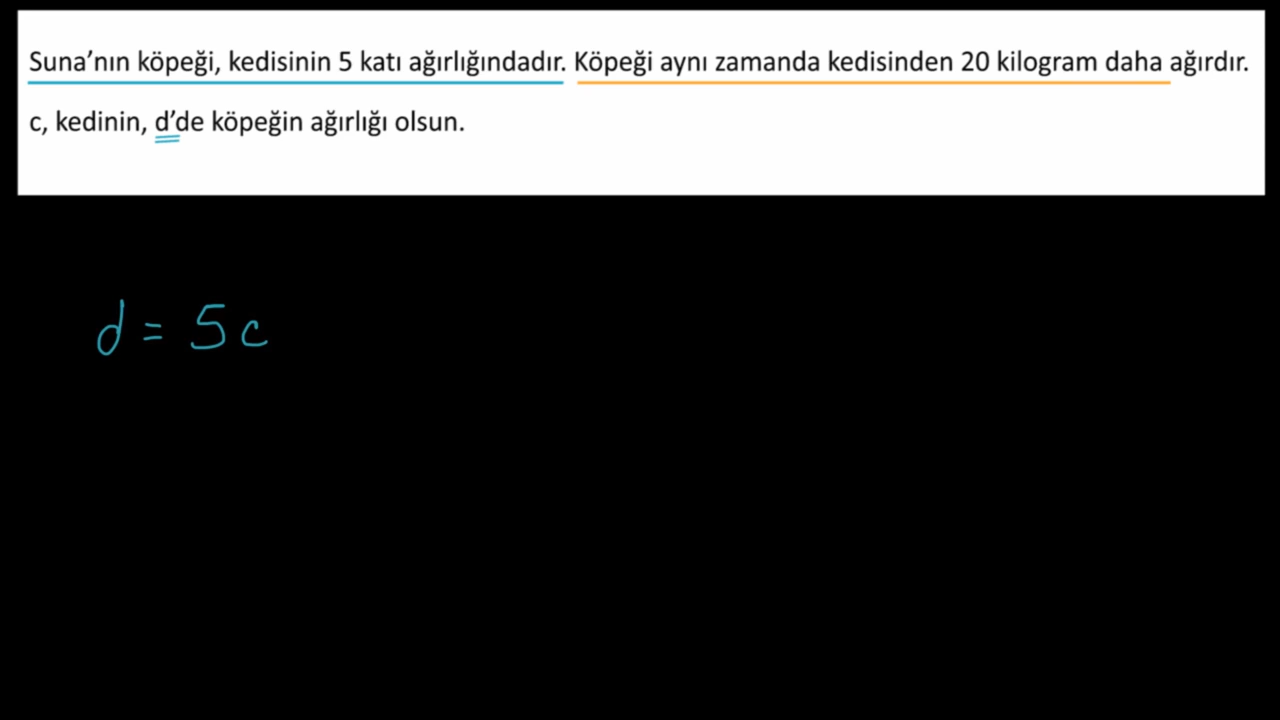 Suna’nın köpeği, kedisinin 5 katı ağırlığındadır. Köpeği aynı zamanda kedisinden 20 kilogram daha ağırdır.
c, kedinin, d’de köpeğin ağırlığı olsun.
d = 5c